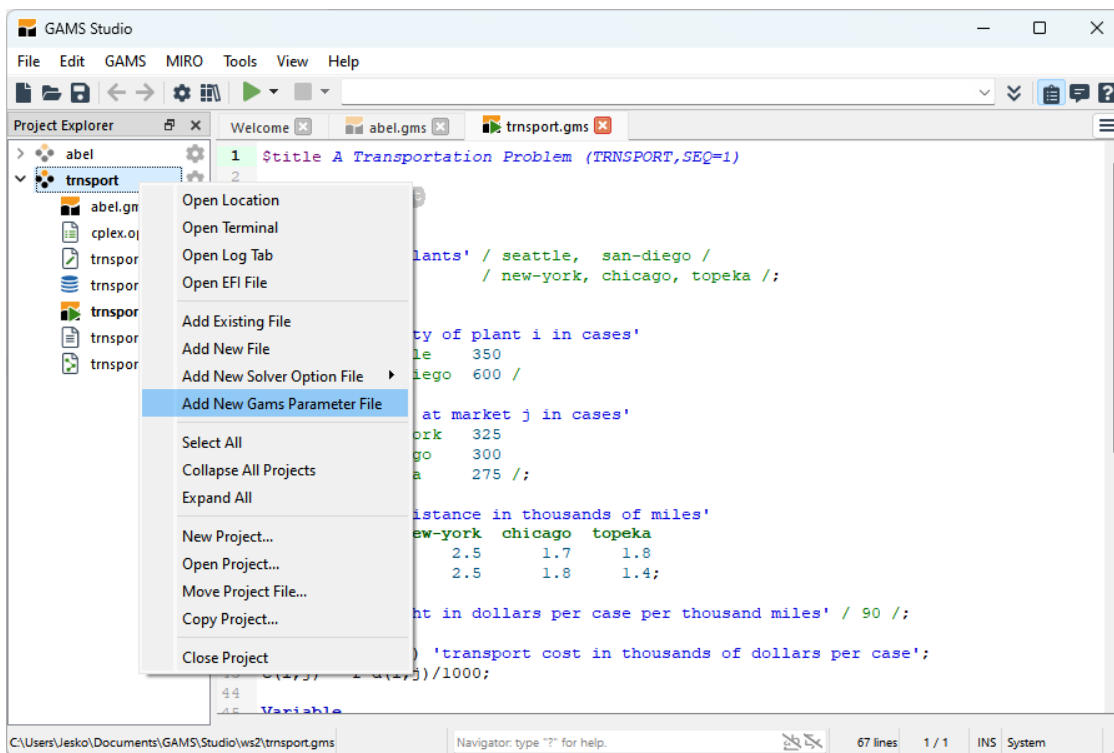 GAMS Studio
File Edit GAMS MIRO Tools View Help
Project Explorer
Welcome abel.gms trnsport.gms
abel
trnsport
abel.gm
cplex.o
trnspor
trnspor
trnspor
trnspor
trnspor
Open Location
Open Terminal
Open Log Tab
Open EFI File
Add Existing File
Add New File
Add New Solver Option File
Add New Gams Parameter File
Select All
Collapse All Projects
Expand All
New Project...
Open Project...
Move Project File...
Copy Project...
Close Project
1 $title A Transportation Problem (TRNSPORT,SEQ=1)
2
lants' / seattle, san-diego /
/ new-york, chicago, topeka /;
ty of plant i in cases'
le 350
iego 600 /
at market j in cases'
ork 325
go 300
a 275 /;
istance in thousands of miles'
ew-york chicago topeka
2.5 1.7 1.8
2.5 1.8 1.4;
ht in dollars per case per thousand miles' / 90 /;
) 'transport cost in thousands of dollars per case';
)/1000;
44
45 Variable
C:\Users\Jesko\Documents\GAMS\Studio\ws2\trnsport.gms
Navigator: type "?" for help.
67 lines 1 / 1 INS System